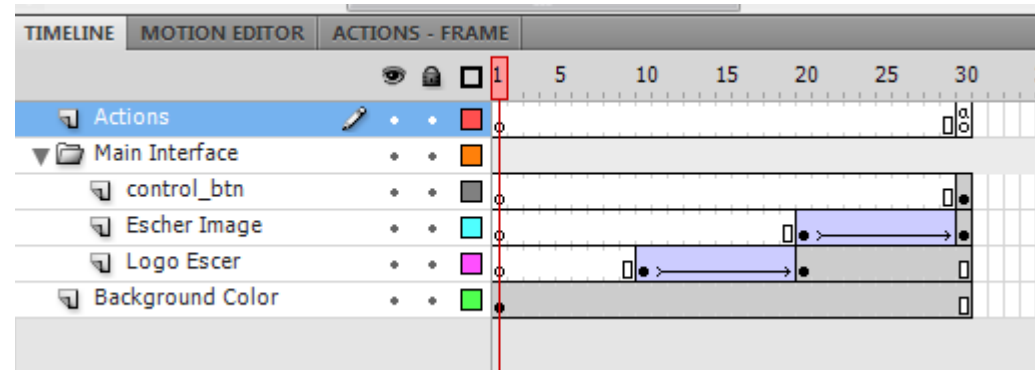 TIMELINE MOTION EDITOR ACTIONS - FRAME
1 5 10 15 20 25 30
Actions a
Main Interface
control_btn
Escher Image
Logo Escer
Background Color